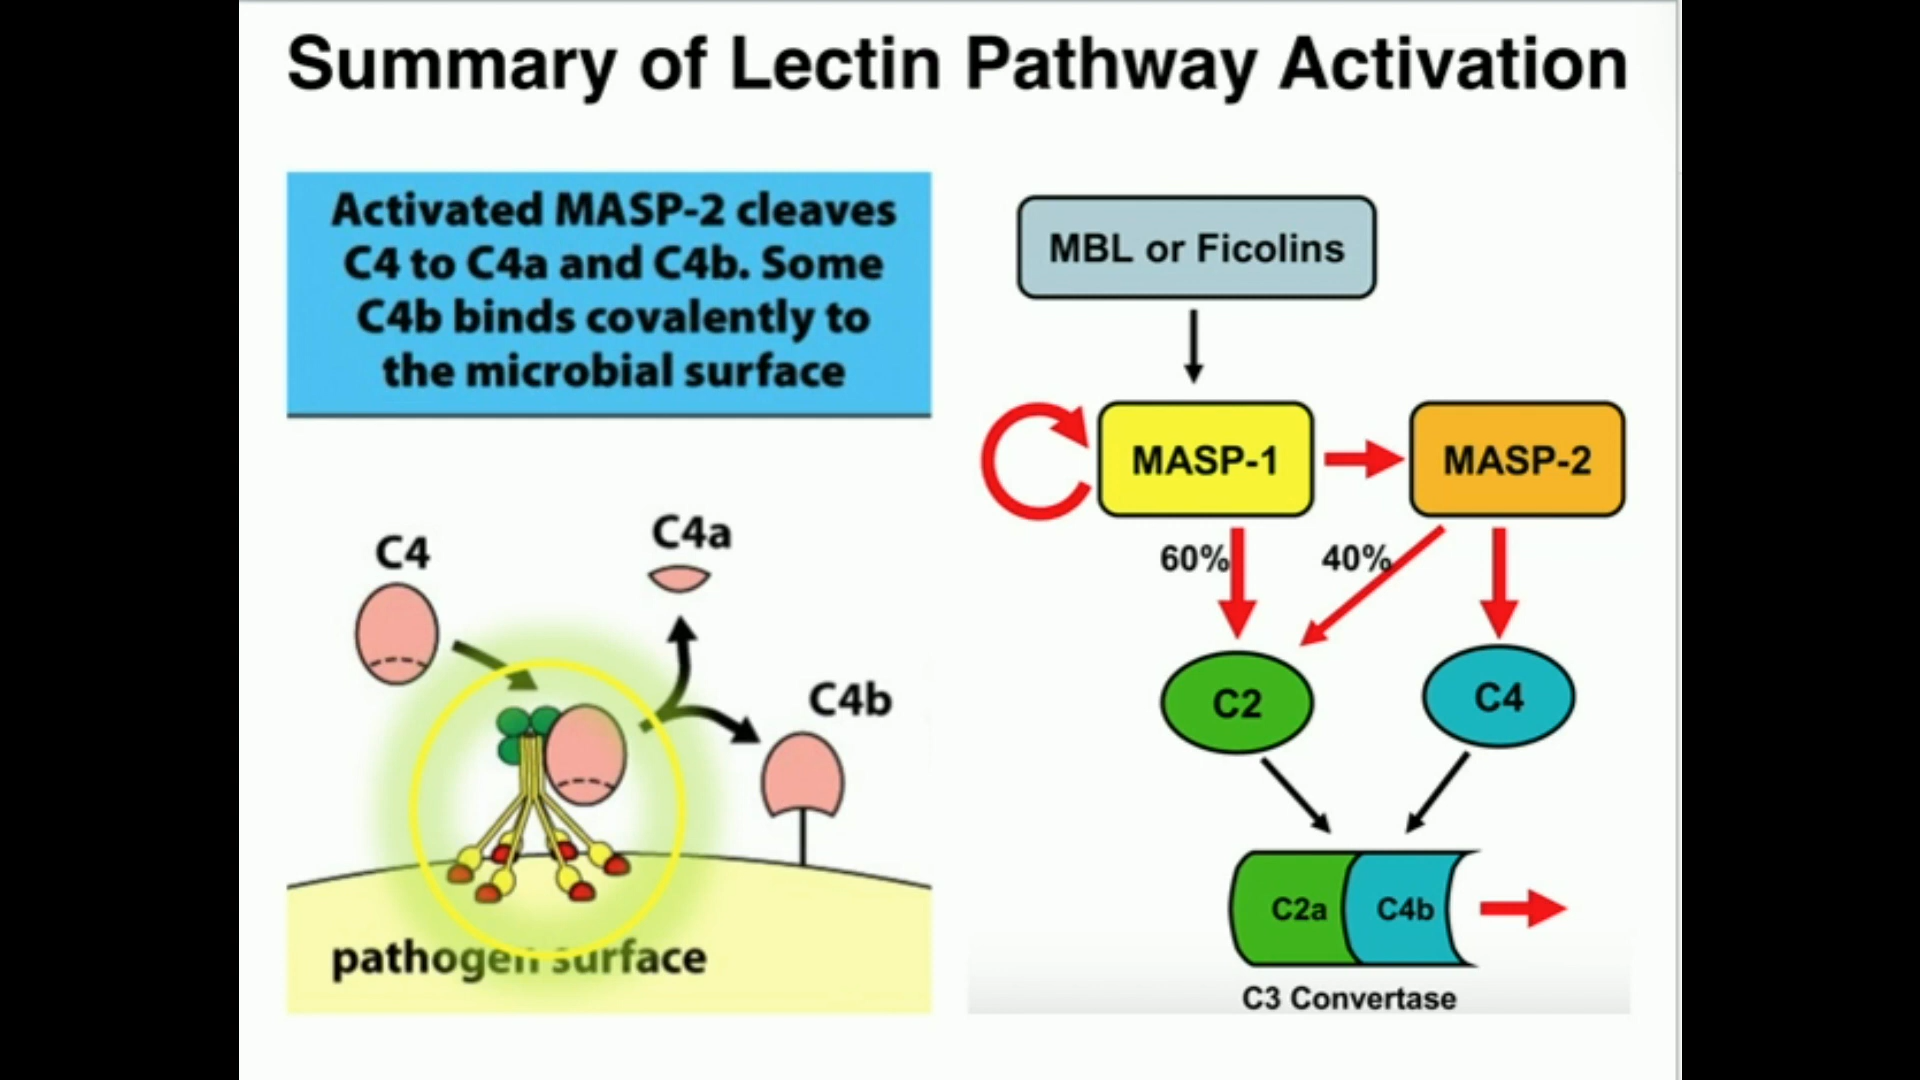 Summary of Lectin Pathway Activation
Activated MASP-2 cleaves
C4 to C4a and C4b. Some
C4b binds covalently to
the microbial surface
C4
C4a
C4b
pathogen surface
MBL or Ficolins
MASP-1
MASP-2
60%
40%
C2
C4
C2a
C4b
C3 Convertase